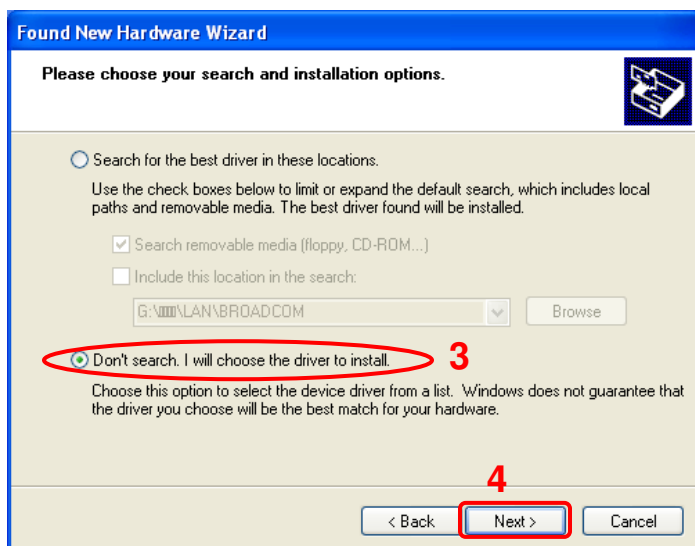 Found New Hardware Wizard
Please choose your search and installation options.
Search for the best driver in these locations.
Use the check boxes below to limit or expand the default search, which includes local
paths and removable media. The best driver found will be installed.
Search removable media (floppy, CD-ROM...)
Include this location in the search:
G:\\LAN\BROADCOM
Browse
Don't search. I will choose the driver to install.
3
Choose this option to select the device driver from a list. Windows does not guarantee that
the driver you choose will be the best match for your hardware.
4
< Back
Next >
Cancel